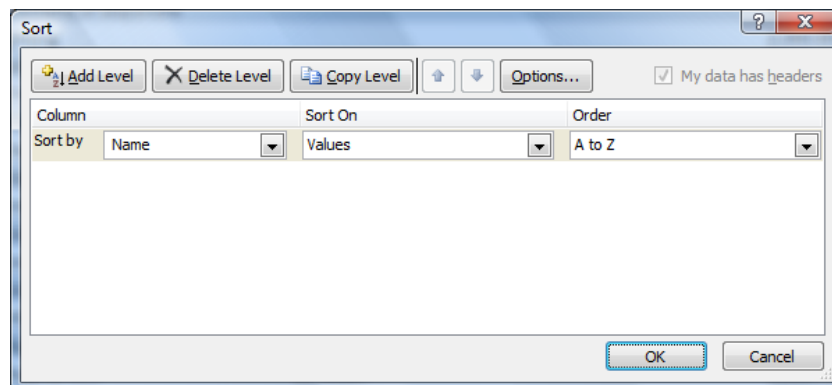 Sort
Add Level Delete Level Copy Level Options... My data has headers
Column Sort On Order
Sort by Name Values A to Z
OK Cancel